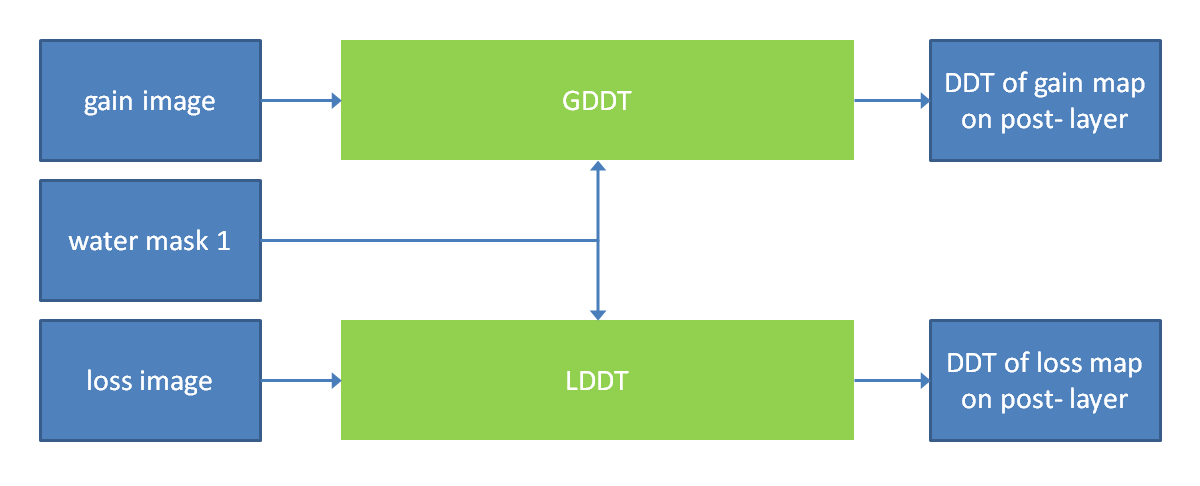 gain image
GDDT
DDT of gain map
on post- layer
water mask 1
loss image
LDDT
DDT of loss map
on post- layer